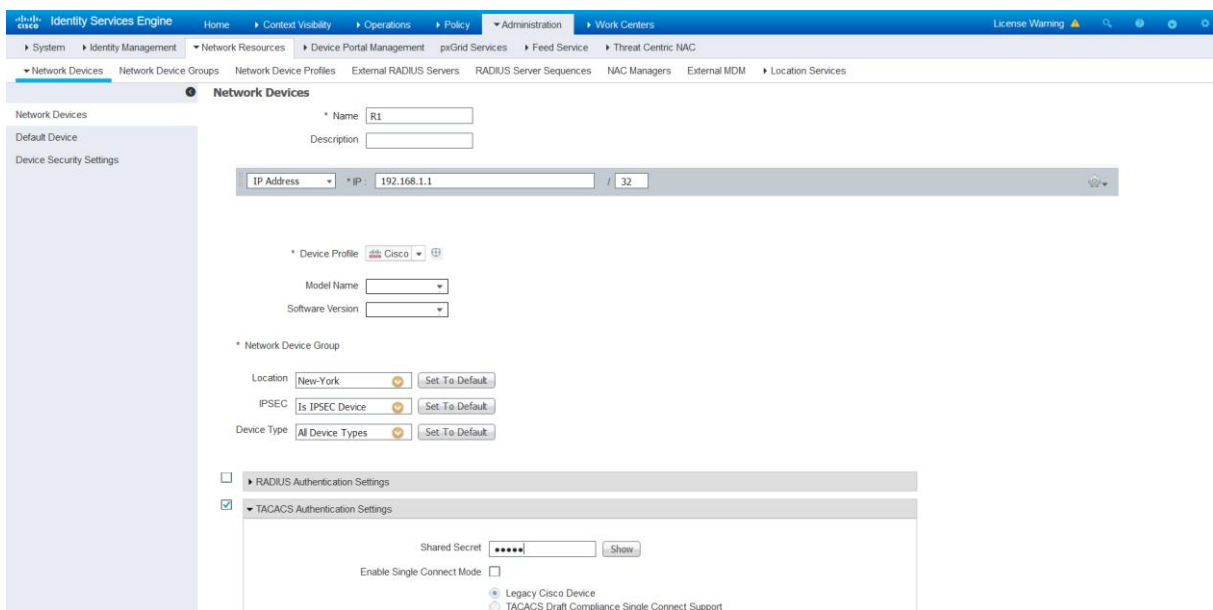 cisco Identity Services Engine Home Context Visibility Operations Policy Administration Work Centers License Warning
System Identity Management Network Resources Device Portal Management pxGrid Services Feed Service Threat Centric NAC
Network Devices Network Device Groups Network Device Profiles External RADIUS Servers RADIUS Server Sequences NAC Managers External MDM Location Services
Network Devices
Default Device
Device Security Settings
Network Devices
* Name R1
Description
IP Address * IP : 192.168.1.1 / 32
* Device Profile Cisco
Model Name
Software Version
* Network Device Group
Location New-York Set To Default
IPSEC Is IPSEC Device Set To Default
Device Type All Device Types Set To Default
RADIUS Authentication Settings
TACACS Authentication Settings
Shared Secret ••••• Show
Enable Single Connect Mode
Legacy Cisco Device
TACACS Draft Compliance Single Connect Support